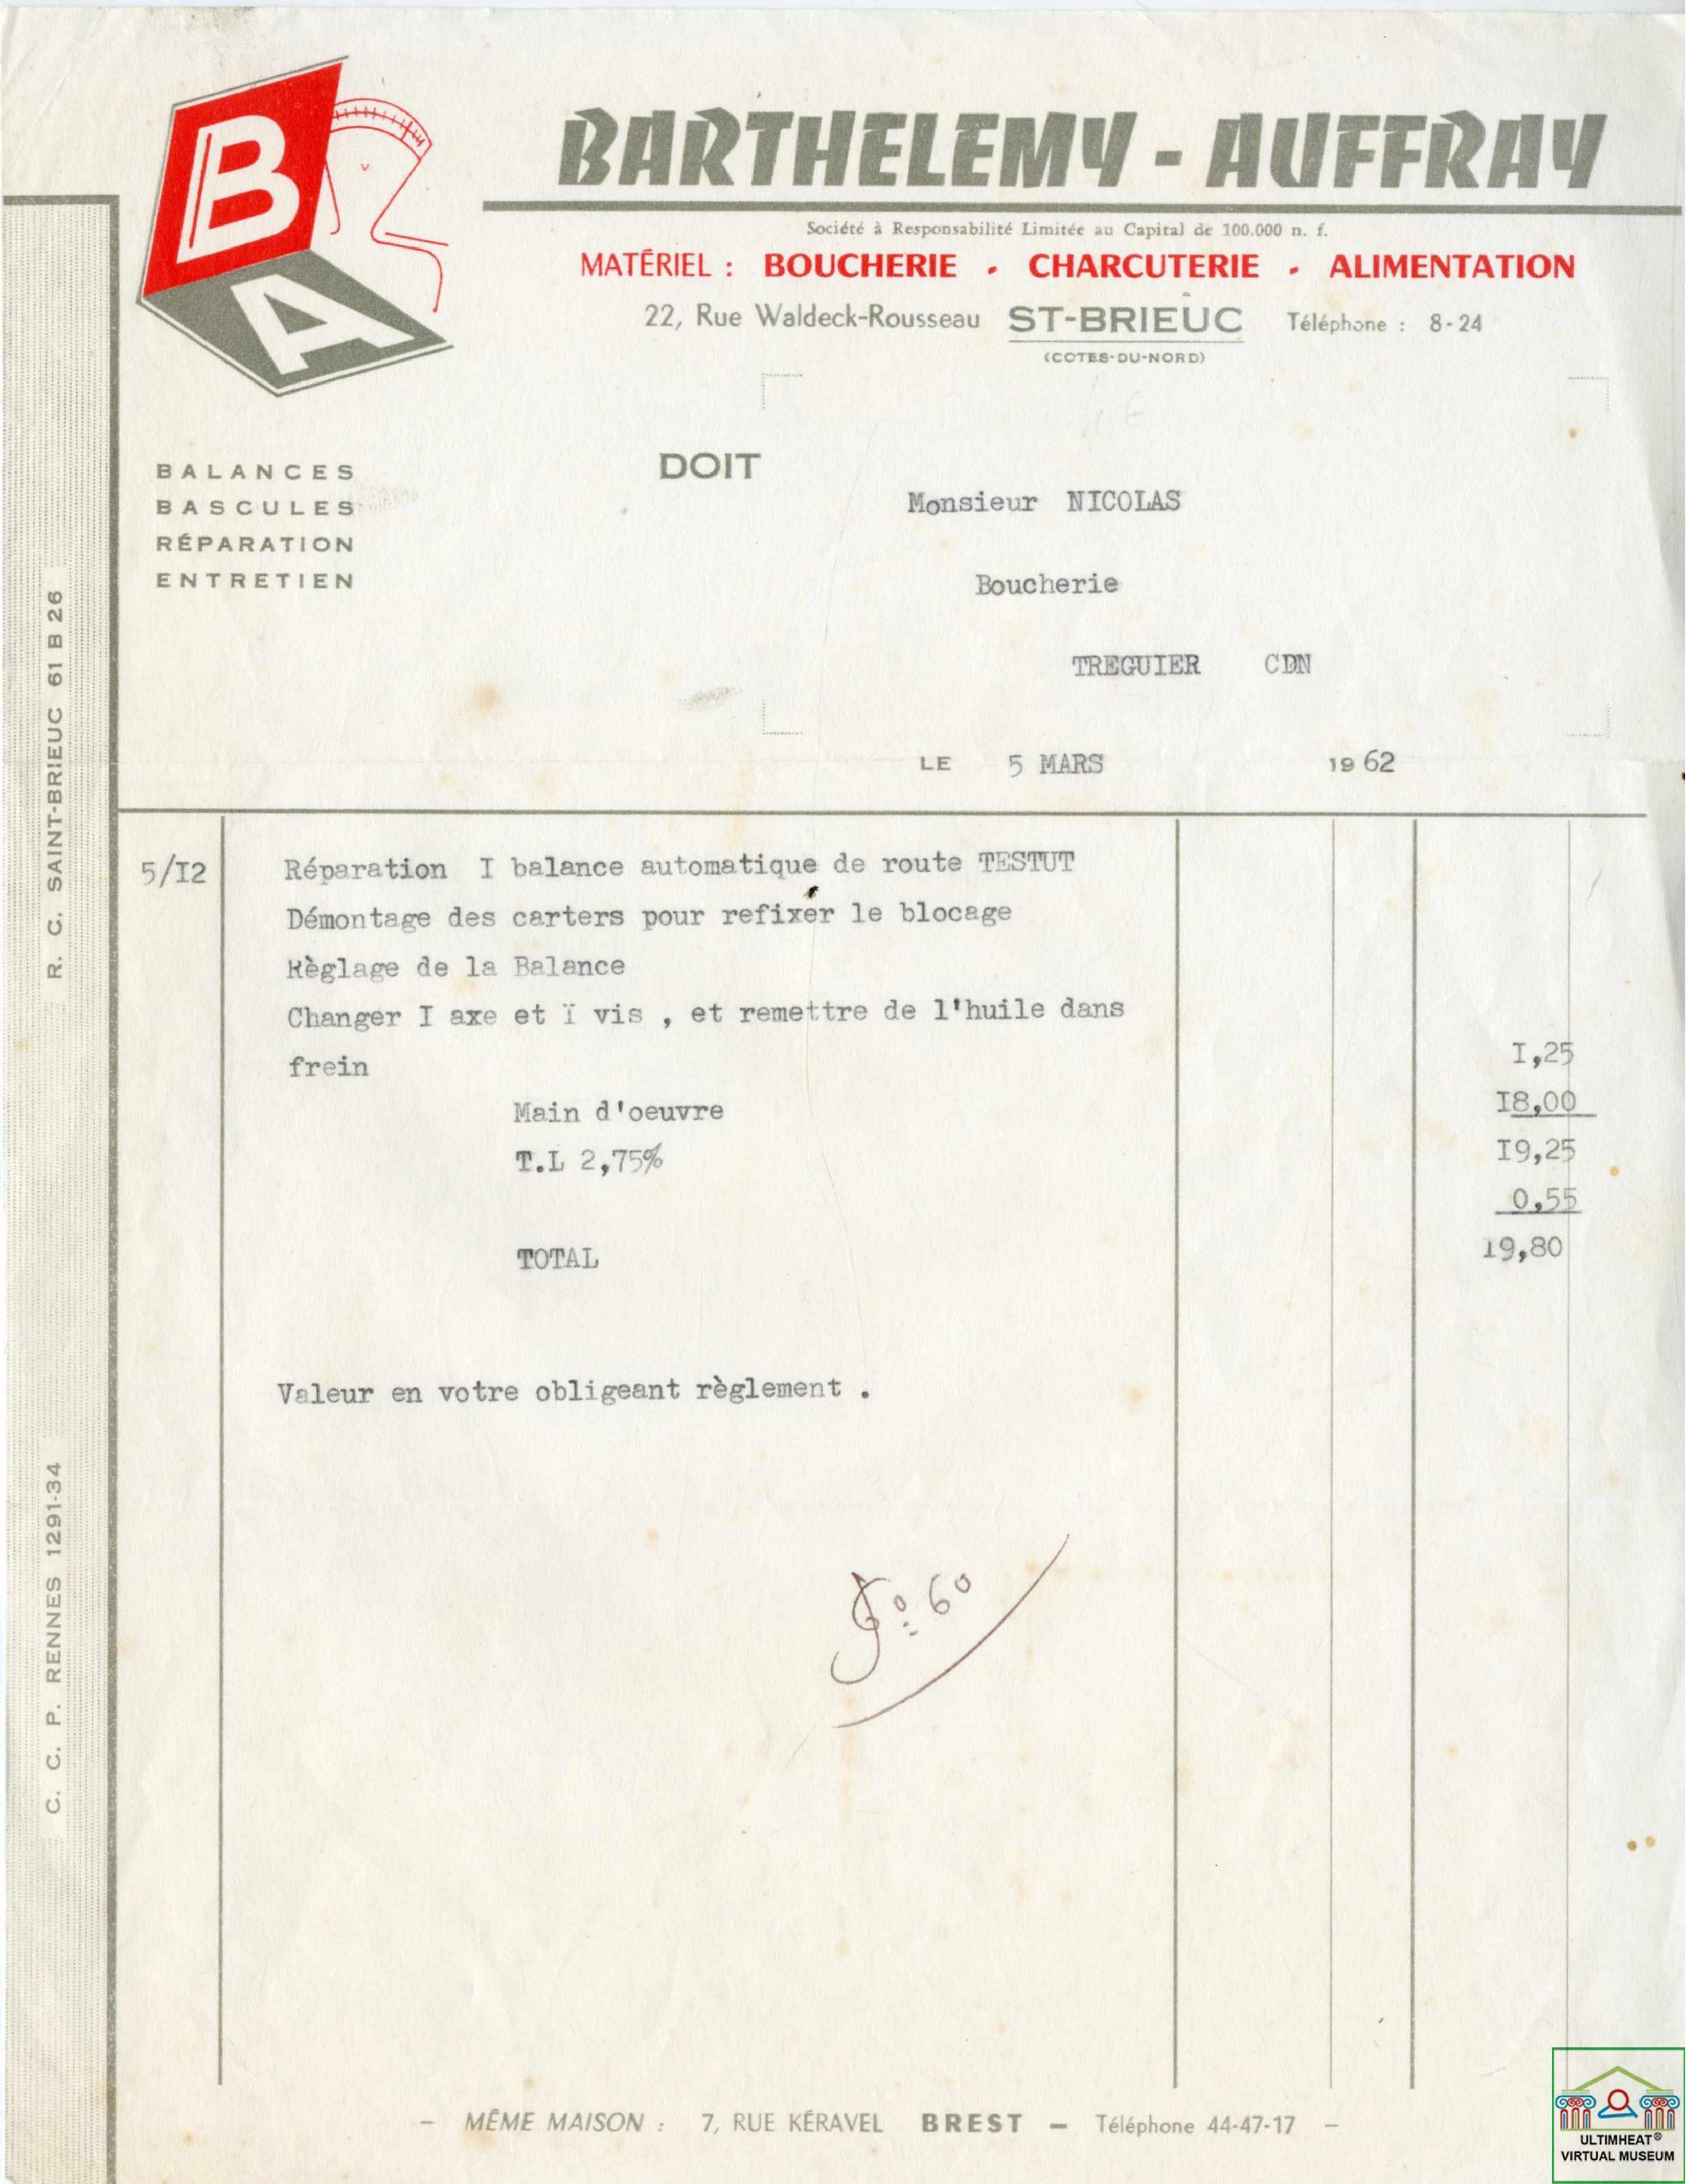 B
A
BARTHELEMY - AUFFRAY
Société à Responsabilité Limitée au Capital de 100.000 n. f.
MATÉRIEL : BOUCHERIE - CHARCUTERIE - ALIMENTATION
22, Rue Waldeck-Rousseau ST-BRIEUC Téléphone : 8-24
(COTES-DU-NORD)
BALANCES
BASCULES
RÉPARATION
ENTRETIEN
DOIT
Monsieur NICOLAS
Boucherie
TREGUIER CDN
LE 5 MARS 1962
R. C. SAINT-BRIEUC 61 B 26
C. C. P. RENNES 1291-34
5/I2 Réparation I balance automatique de route TESTUT
Démontage des carters pour refixer le blocage
Règlage de la Balance
Changer I axe et Ï vis , et remettre de l'huile dans
frein I,25
Main d'oeuvre I8,00
T.L 2,75% I9,25
0,55
TOTAL 19,80
Valeur en votre obligeant règlement .
60
- MÊME MAISON : 7, RUE KÉRAVEL BREST - Téléphone 44-47-17 -
ULTIMHEAT®
VIRTUAL MUSEUM